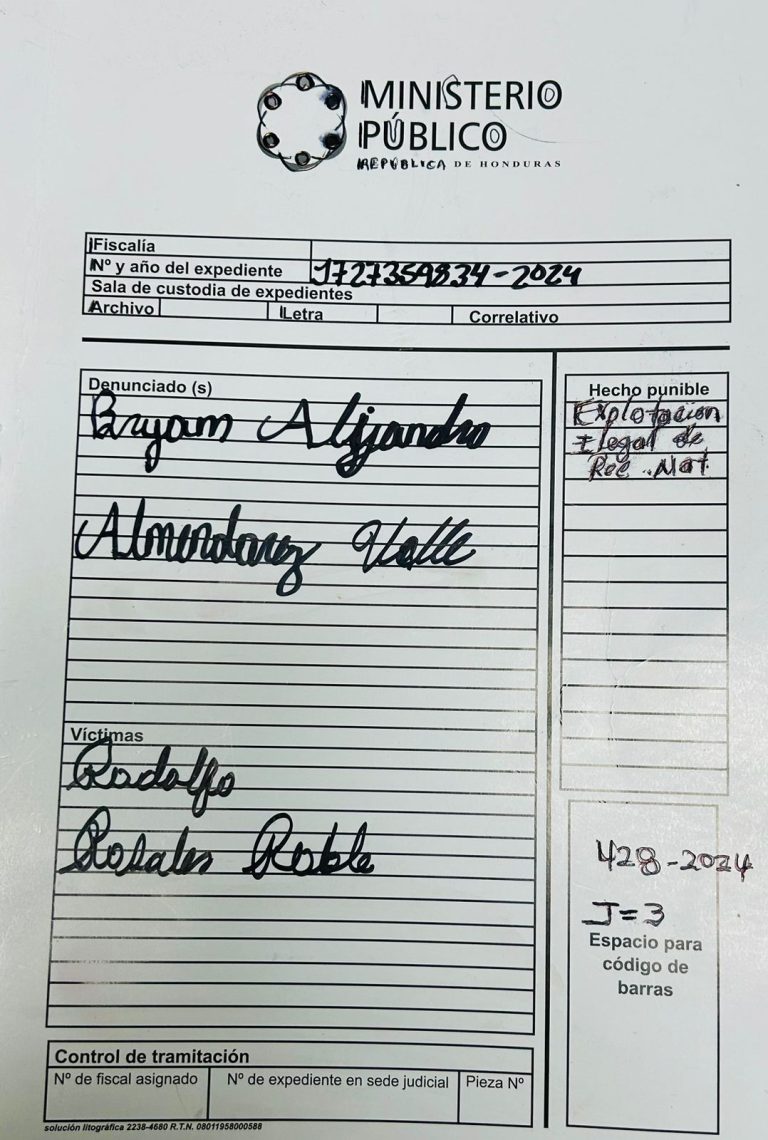 MINISTERIO
PÚBLICO
REPÚBLICA DE HONDURAS
Fiscalía
Nº y año del expediente J727359834-2024
Sala de custodia de expedientes
Archivo Letra Correlativo
Denunciado (s)
Bryam Alijandro
Almendarez Valle
Hecho punible
Explotacion
Ilegal de
Rec. Nat.
Víctimas
Rodolfo
Rosales Roble
428-2024
J=3
Espacio para
código de
barras
Control de tramitación
Nº de fiscal asignado Nº de expediente en sede judicial Pieza Nº
solución litográfica 2238-4680 R.T.N. 08011958000588